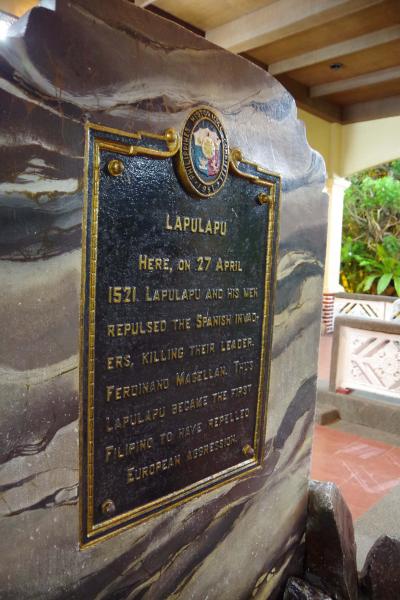 LAPULAPU
HERE, ON 27 APRIL
1521, LAPULAPU AND HIS MEN
REPULSED THE SPANISH INVAD-
ERS, KILLING THEIR LEADER,
FERDINAND MAGELLAN. THUS
LAPULAPU BECAME THE FIRST
FILIPINO TO HAVE REPELLED
EUROPEAN AGGRESSION.